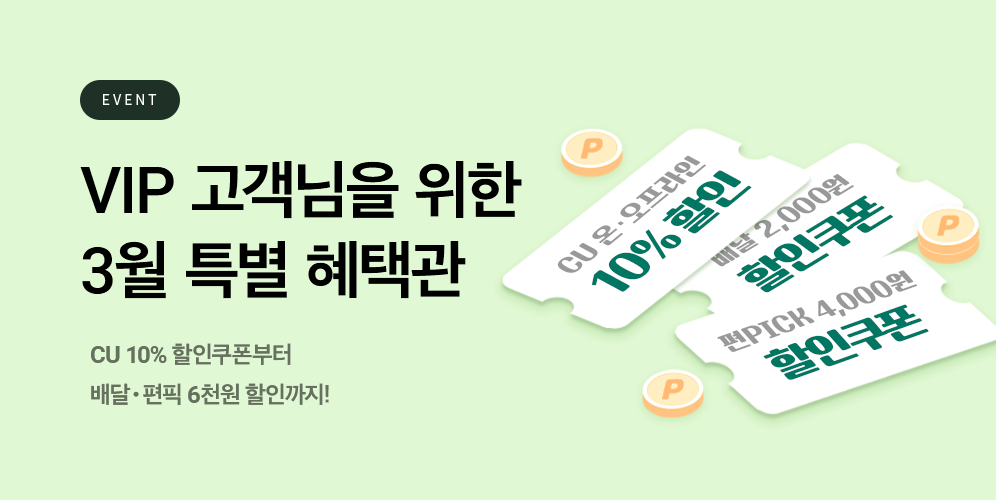 EVENT
VIP 고객님을 위한
3월 특별 혜택관
CU 10% 할인쿠폰부터
배달·편픽 6천원 할인까지!
P
CU 온·오프라인
10% 할인
배달 2,000원
할인쿠폰
P
편PICK 4,000원
할인쿠폰
P